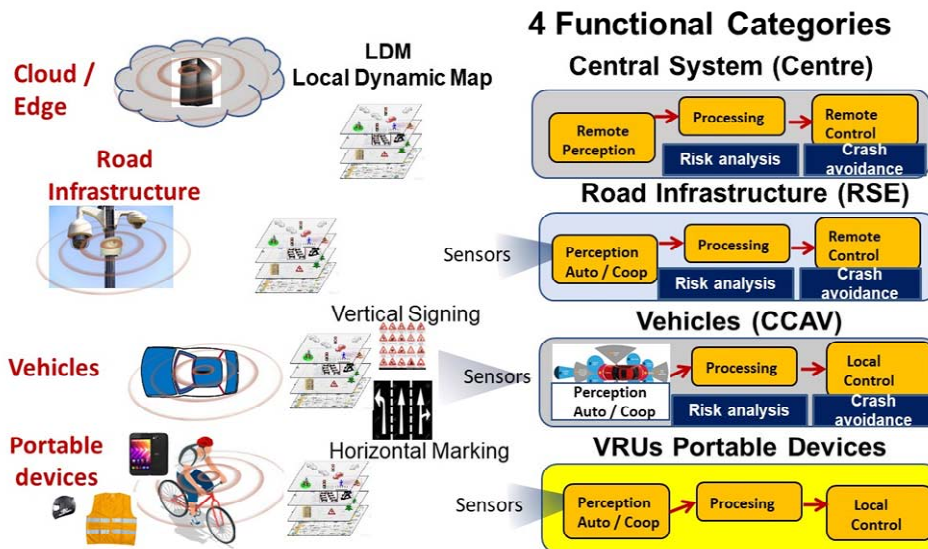 4 Functional Categories
Cloud /
Edge
LDM
Local Dynamic Map
Central System (Centre)
Remote
Perception
Processing
Remote
Control
Risk analysis
Crash
avoidance
Road
Infrastructure
Road Infrastructure (RSE)
Sensors
Perception
Auto / Coop
Processing
Remote
Control
Risk analysis
Crash
avoidance
Vehicles
Vertical Signing
Vehicles (CCAV)
Sensors
Perception
Auto / Coop
Processing
Local
Control
Risk analysis
Crash
avoidance
Portable
devices
Horizontal Marking
VRUs Portable Devices
Sensors
Perception
Auto / Coop
Procesing
Local
Control